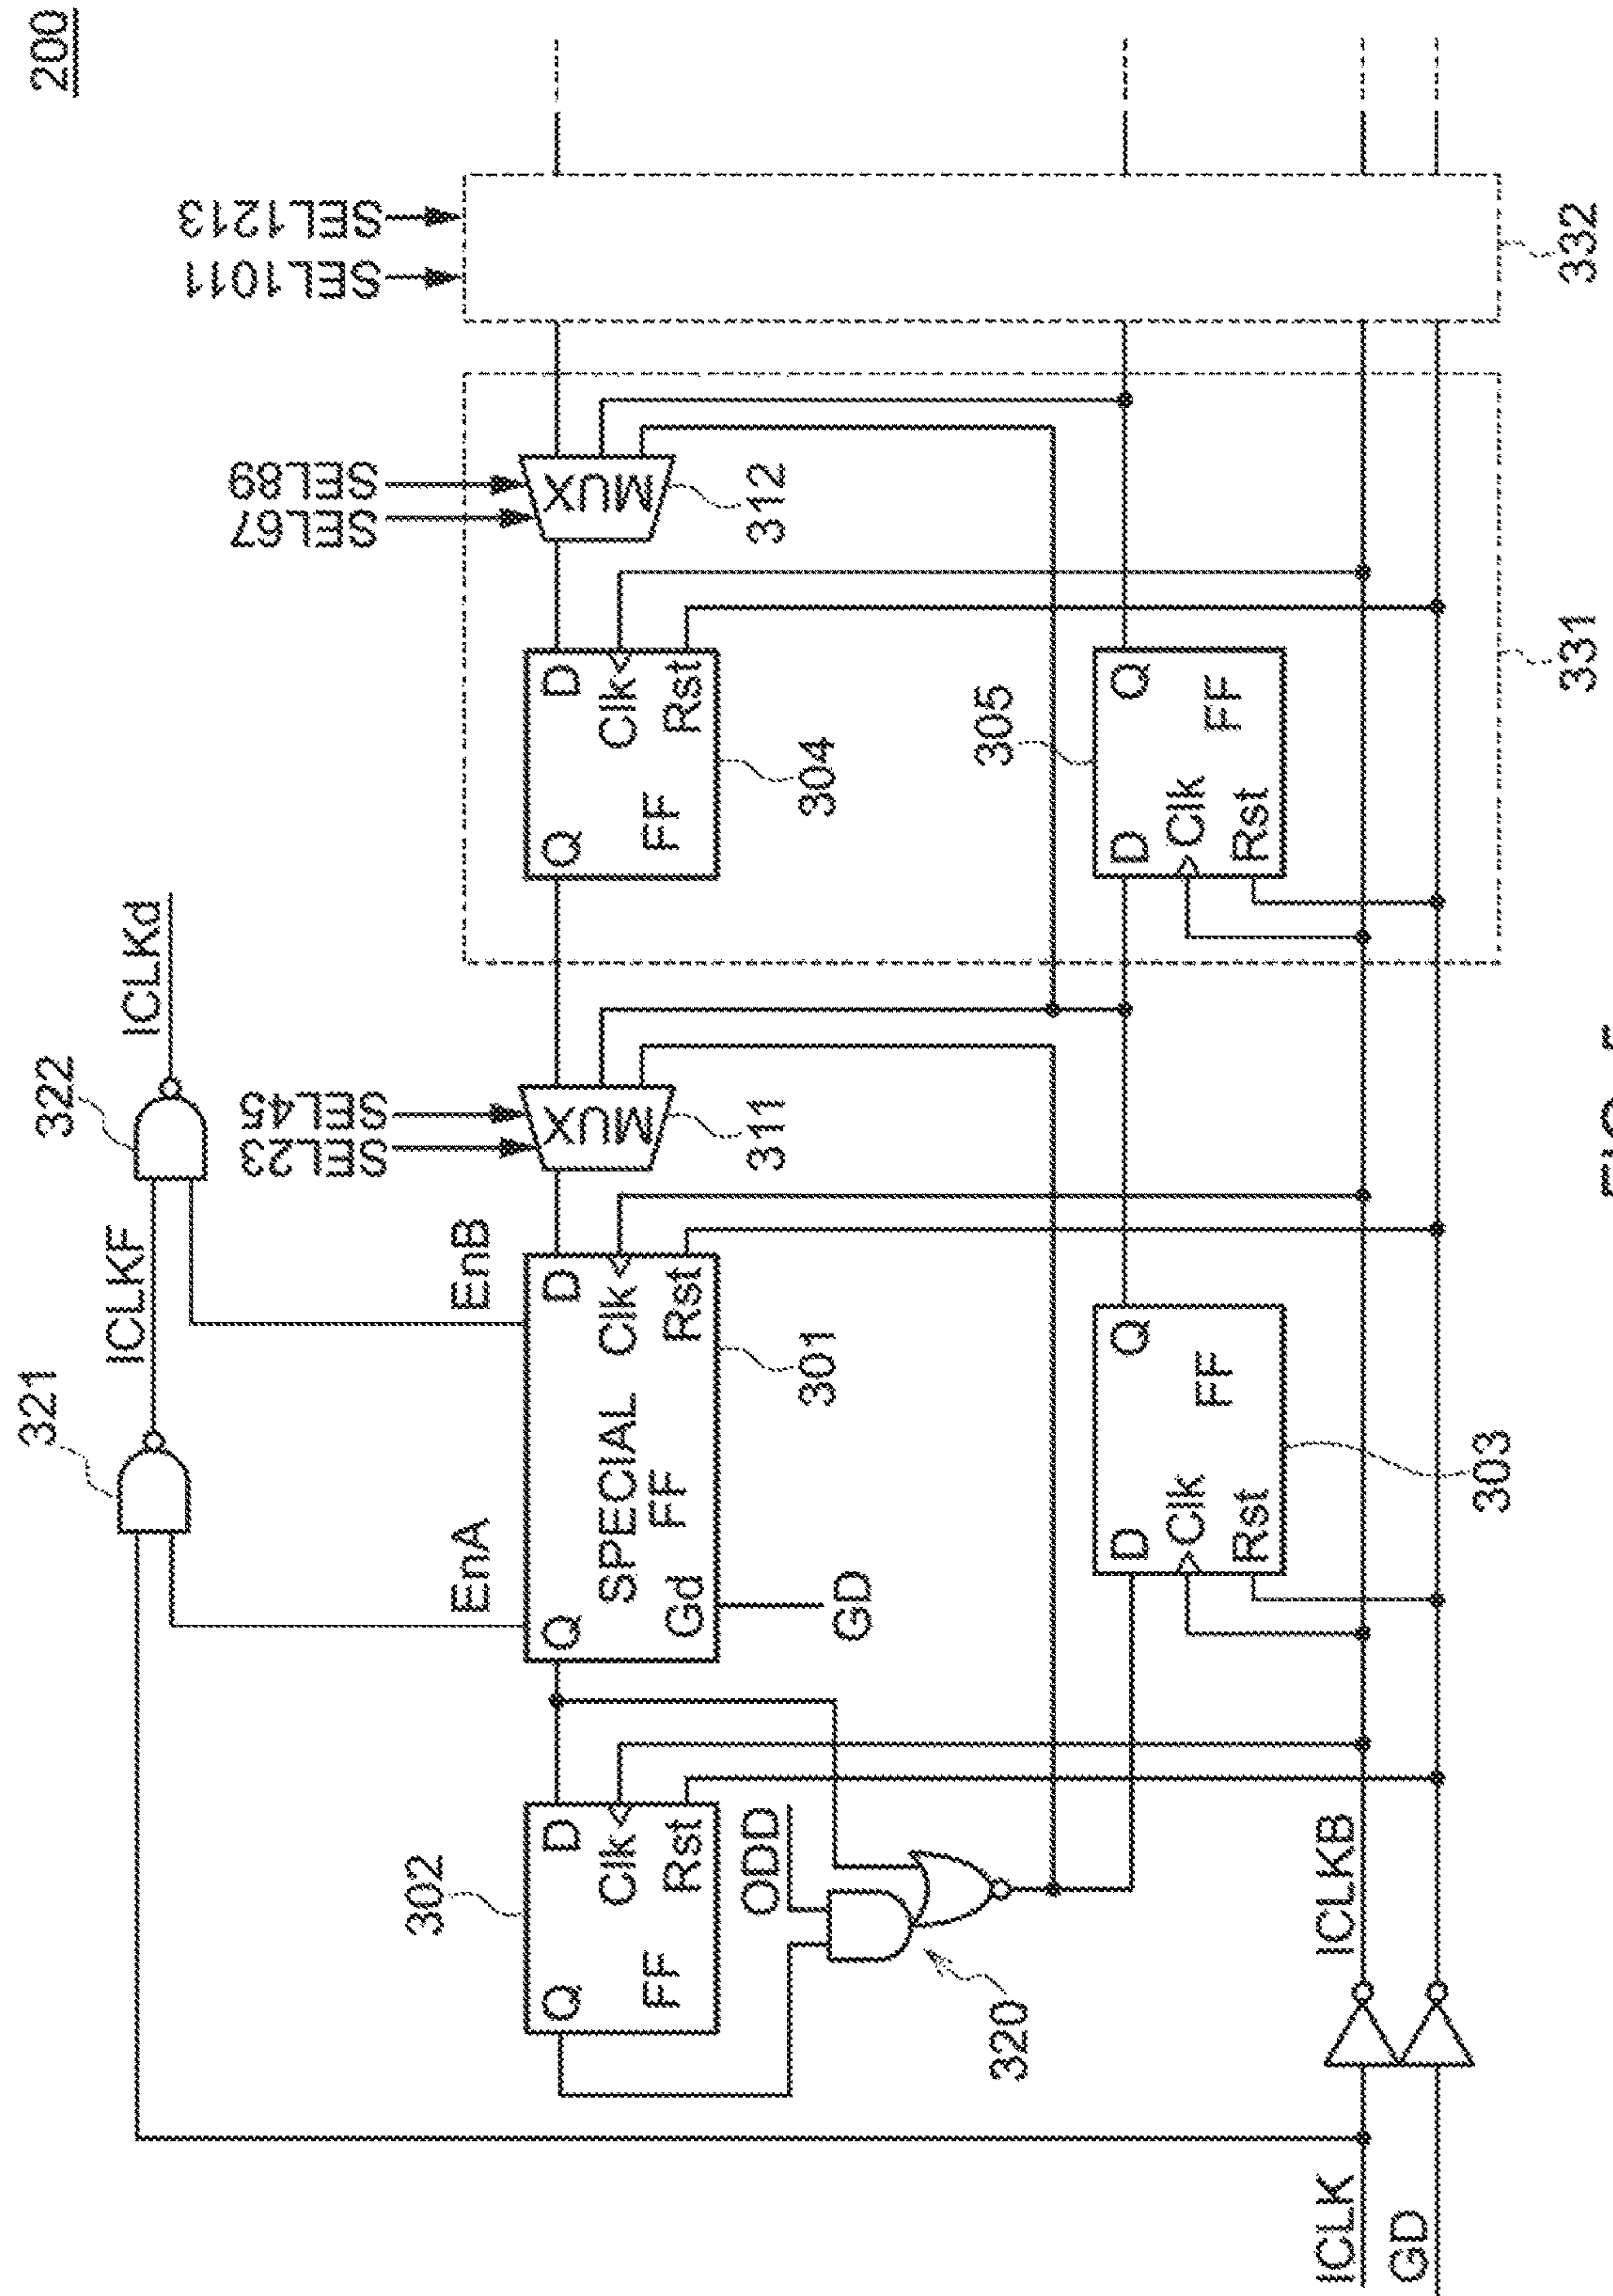 200
SEL1213
SEL1011
332
SEL89
SEL67
MUX
312
D
Clk
Rst
Q
FF
304
305
Q
FF
D
Clk
Rst
331
ICLKd
322
SEL45
SEL23
MUX
311
ICLKF
EnB
321
EnA
D
Clk
Rst
SPECIAL
FF
Q
Gd
301
GD
Q
FF
D
Clk
Rst
303
302
D
Clk
Rst
Q
FF
ODD
320
ICLKB
ICLK
GD